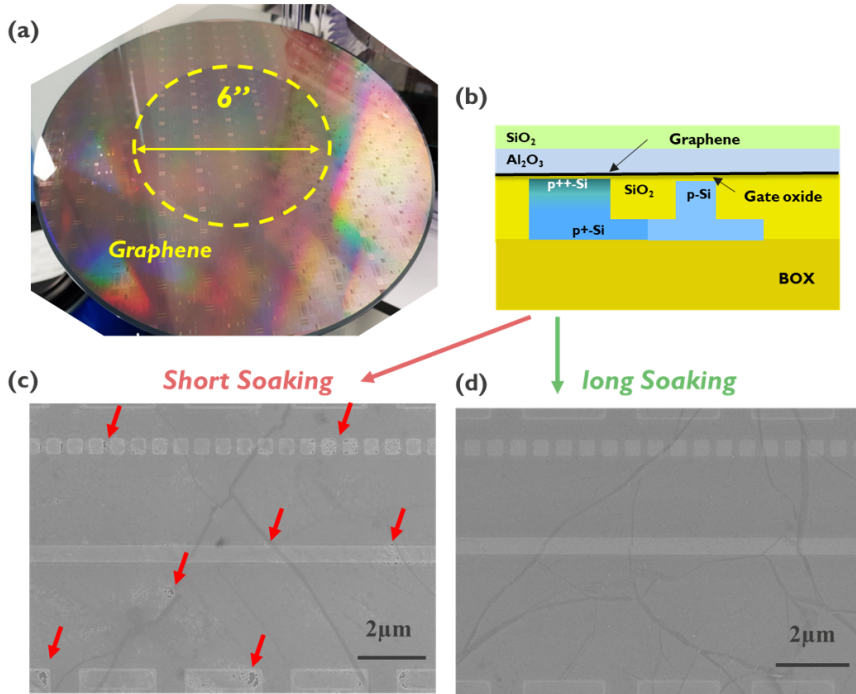 (a)
6’’
Graphene
(b)
SiO₂
Al₂O₃
Graphene
Gate oxide
p++-Si
SiO₂
p-Si
p+-Si
BOX
Short Soaking
long Soaking
(c)
2µm
(d)
2µm